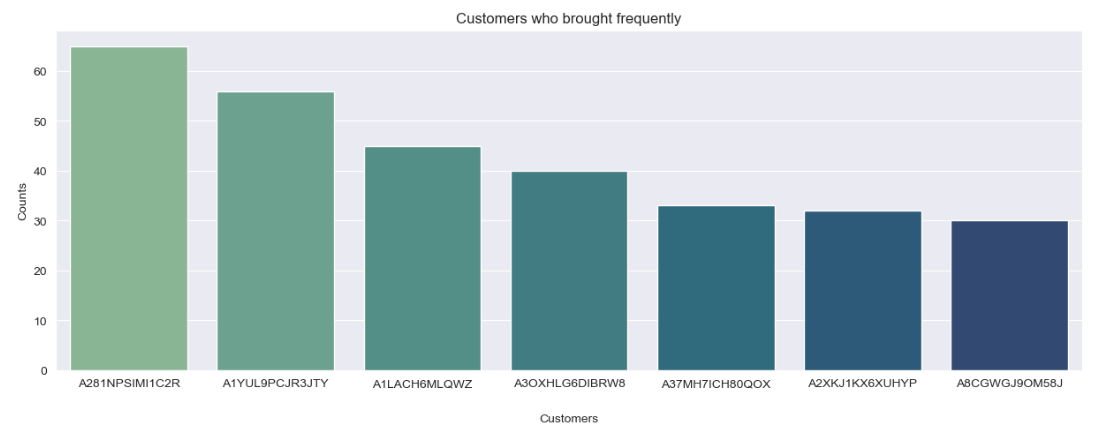 Customers who brought frequently
Counts
60
50
40
30
20
10
0
A281NPSIMI1C2R A1YUL9PCJR3JTY A1LACH6MLQWZ A3OXHLG6DIBRW8 A37MH7ICH80QOX A2XKJ1KX6XUHYP A8CGWGJ9OM58J
Customers